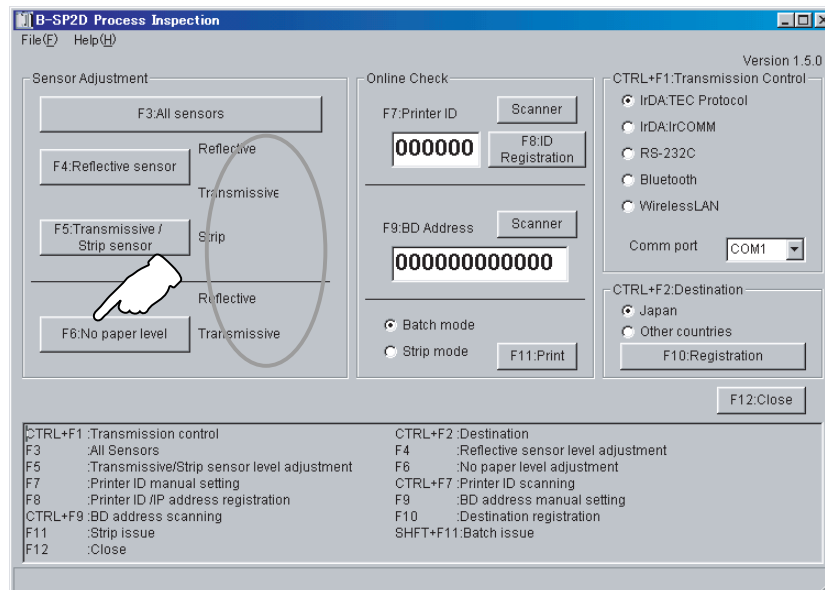 B-SP2D Process Inspection
File(F) Help(H)
Version 1.5.0
Sensor Adjustment
F3:All sensors
F4:Reflective sensor
Reflective
Transmissive
F5:Transmissive /
Strip sensor
Strip
Reflective
F6:No paper level
Transmissive
Online Check
F7:Printer ID
Scanner
000000
F8:ID
Registration
F9:BD Address
Scanner
000000000000
Batch mode
Strip mode
F11:Print
CTRL+F1:Transmission Control
IrDA:TEC Protocol
IrDA:IrCOMM
RS-232C
Bluetooth
WirelessLAN
Comm port
COM1
CTRL+F2:Destination
Japan
Other countries
F10:Registration
F12:Close
CTRL+F1 :Transmission control CTRL+F2 :Destination
F3 :All Sensors F4 :Reflective sensor level adjustment
F5 :Transmissive/Strip sensor level adjustment F6 :No paper level adjustment
F7 :Printer ID manual setting CTRL+F7 :Printer ID scanning
F8 :Printer ID /IP address registration F9 :BD address manual setting
CTRL+F9 :BD address scanning F10 :Destination registration
F11 :Strip issue SHFT+F11:Batch issue
F12 :Close